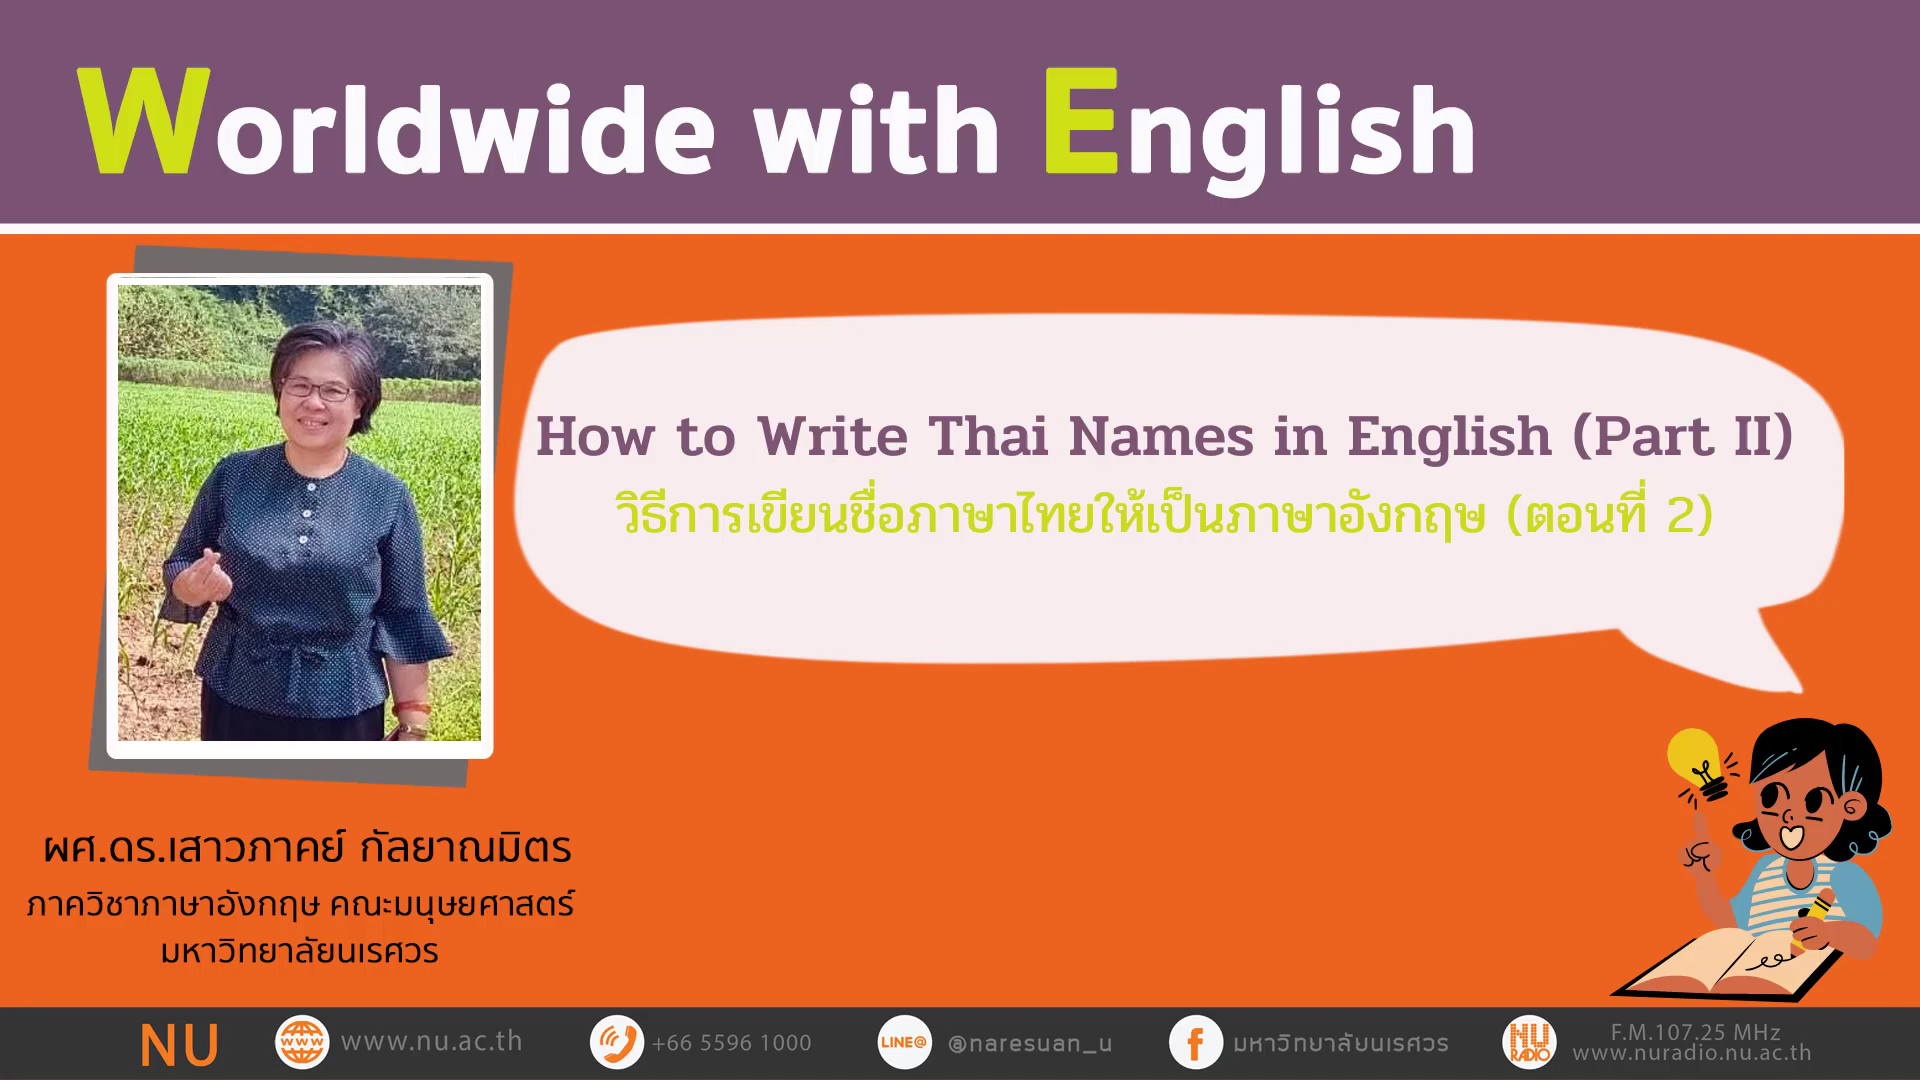 Worldwide with English
How to Write Thai Names in English (Part II)
วิธีการเขียนชื่อภาษาไทยให้เป็นภาษาอังกฤษ (ตอนที่ 2)
ผศ.ดร.เสาวภาคย์ กัลยาณมิตร
ภาควิชาภาษาอังกฤษ คณะมนุษยศาสตร์
มหาวิทยาลัยนเรศวร
NU
www
www.nu.ac.th
+66 5596 1000
LINE@
@naresuan_u
f
มหาวิทยาลัยนเรศวร
NU
RADIO
F.M.107.25 MHz
www.nuradio.nu.ac.th